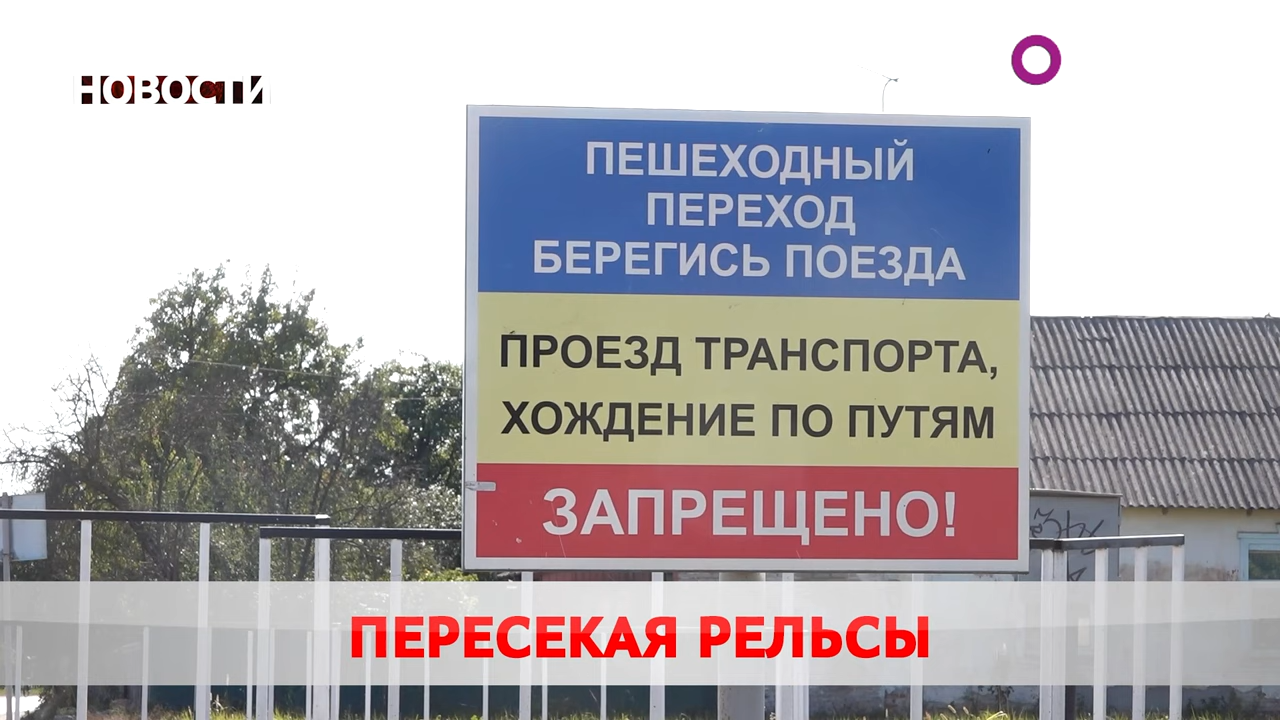 НОВОСТИ
ПЕШЕХОДНЫЙ
ПЕРЕХОД
БЕРЕГИСЬ ПОЕЗДА
ПРОЕЗД ТРАНСПОРТА,
ХОЖДЕНИЕ ПО ПУТЯМ
ЗАПРЕЩЕНО!
ПЕРЕСЕКАЯ РЕЛЬСЫ